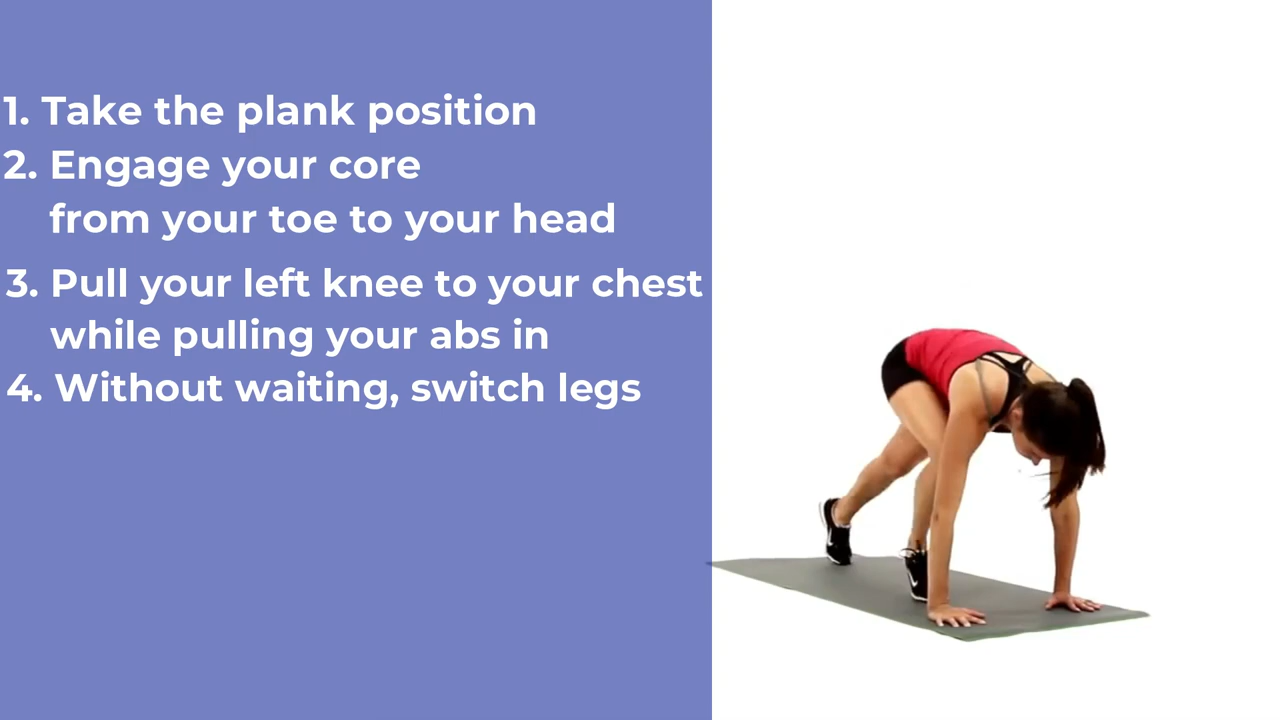 1. Take the plank position
2. Engage your core
from your toe to your head
3. Pull your left knee to your chest
while pulling your abs in
4. Without waiting, switch legs